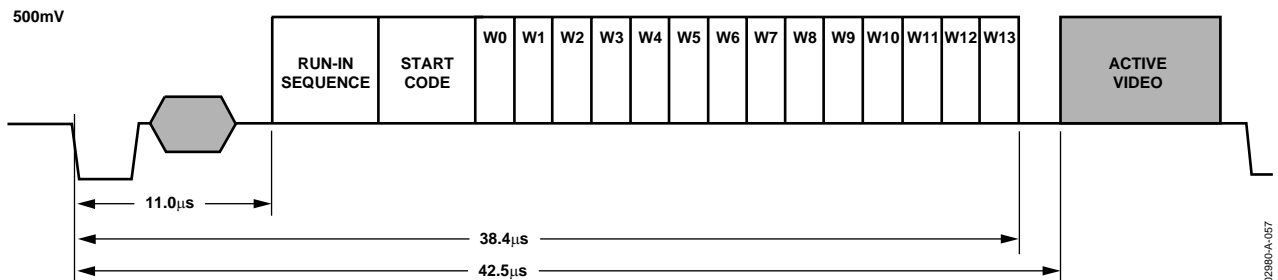 500mV
RUN-IN
SEQUENCE
START
CODE
W0 W1 W2 W3 W4 W5 W6 W7 W8 W9 W10 W11 W12 W13
ACTIVE
VIDEO
11.0μs
38.4μs
42.5μs
02980-A-057